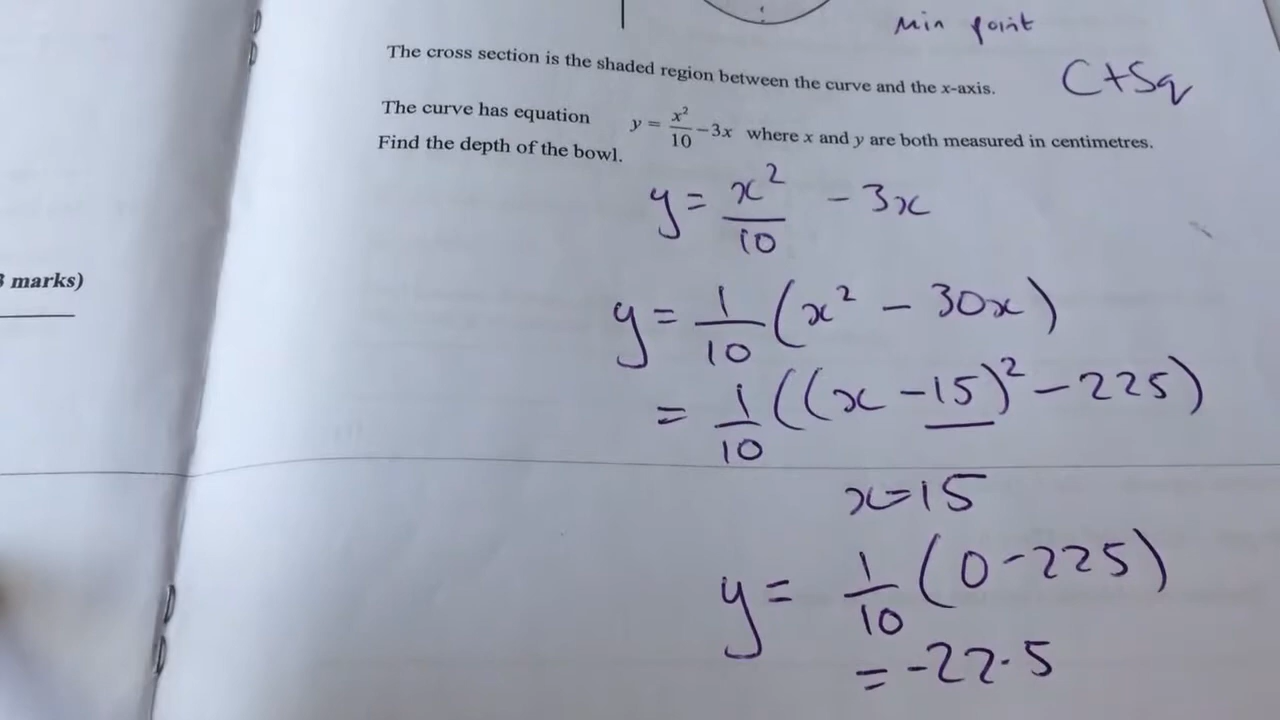 Min point
The cross section is the shaded region between the curve and the x-axis.
C+Sq
The curve has equation y = x²/10 − 3x where x and y are both measured in centimetres.
Find the depth of the bowl.
y = x²/10 − 3x
marks)
y = 1/10 (x² − 30x)
= 1/10 ((x − 15)² − 225)
x=15
y = 1/10 (0 − 225)
= -22.5